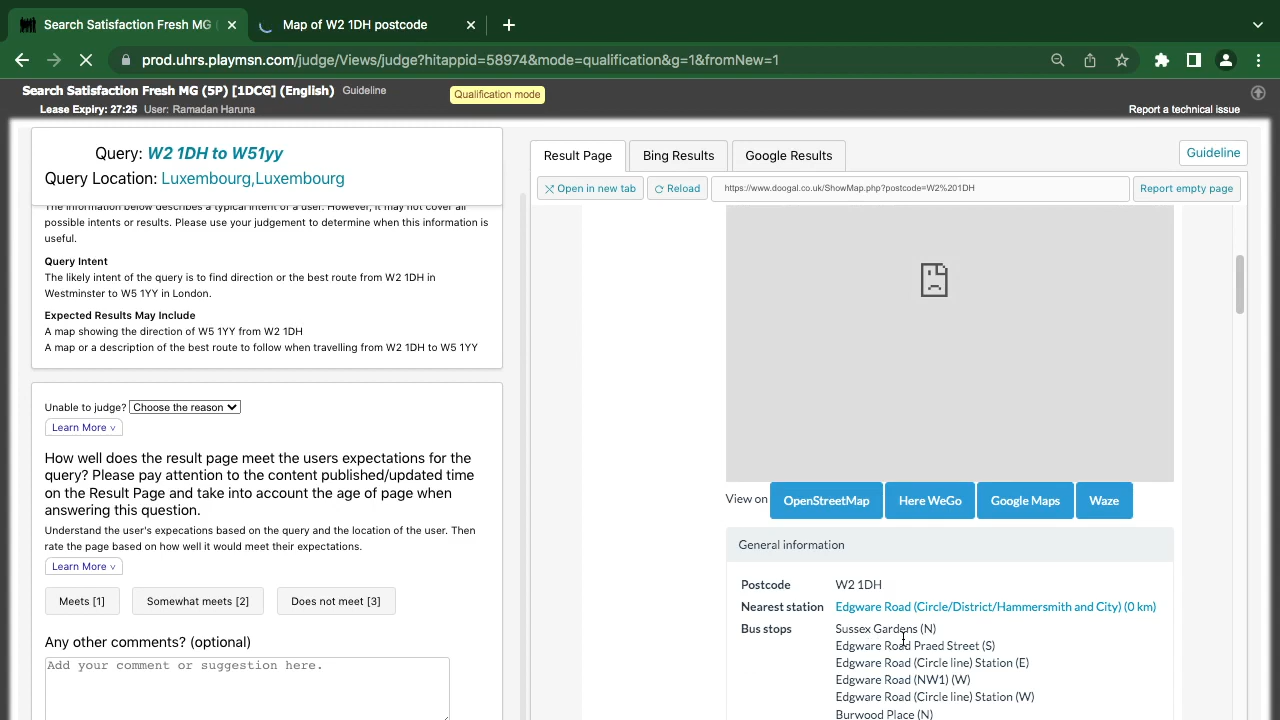 Search Satisfaction Fresh MG (
Map of W2 1DH postcode
prod.uhrs.playmsn.com/judge/Views/judge?hitappid=58974&mode=qualification&g=1&fromNew=1
Search Satisfaction Fresh MG (5P) [1DCG] (English) Guideline
Qualification mode
Lease Expiry: 27:25 User: Ramadan Haruna
Report a technical issue
Query: W2 1DH to W51yy
Query Location: Luxembourg,Luxembourg
The information below describes a typical intent of a user. However, it may not cover all
possible intents or results. Please use your judgement to determine when this information is
useful.
Query Intent
The likely intent of the query is to find direction or the best route from W2 1DH in
Westminster to W5 1YY in London.
Expected Results May Include
A map showing the direction of W5 1YY from W2 1DH
A map or a description of the best route to follow when travelling from W2 1DH to W5 1YY
Unable to judge? Choose the reason
Learn More v
How well does the result page meet the users expectations for the
query? Please pay attention to the content published/updated time
on the Result Page and take into account the age of page when
answering this question.
Understand the user's expecations based on the query and the location of the user. Then
rate the page based on how well it would meet their expectations.
Learn More v
Meets [1]
Somewhat meets [2]
Does not meet [3]
Any other comments? (optional)
Add your comment or suggestion here.
Result Page
Bing Results
Google Results
Guideline
Open in new tab
Reload
https://www.doogal.co.uk/ShowMap.php?postcode=W2%201DH
Report empty page
View on
OpenStreetMap
Here WeGo
Google Maps
Waze
General information
Postcode W2 1DH
Nearest station Edgware Road (Circle/District/Hammersmith and City) (0 km)
Bus stops Sussex Gardens (N)
Edgware Road Praed Street (S)
Edgware Road (Circle line) Station (E)
Edgware Road (NW1) (W)
Edgware Road (Circle line) Station (W)
Burwood Place (N)